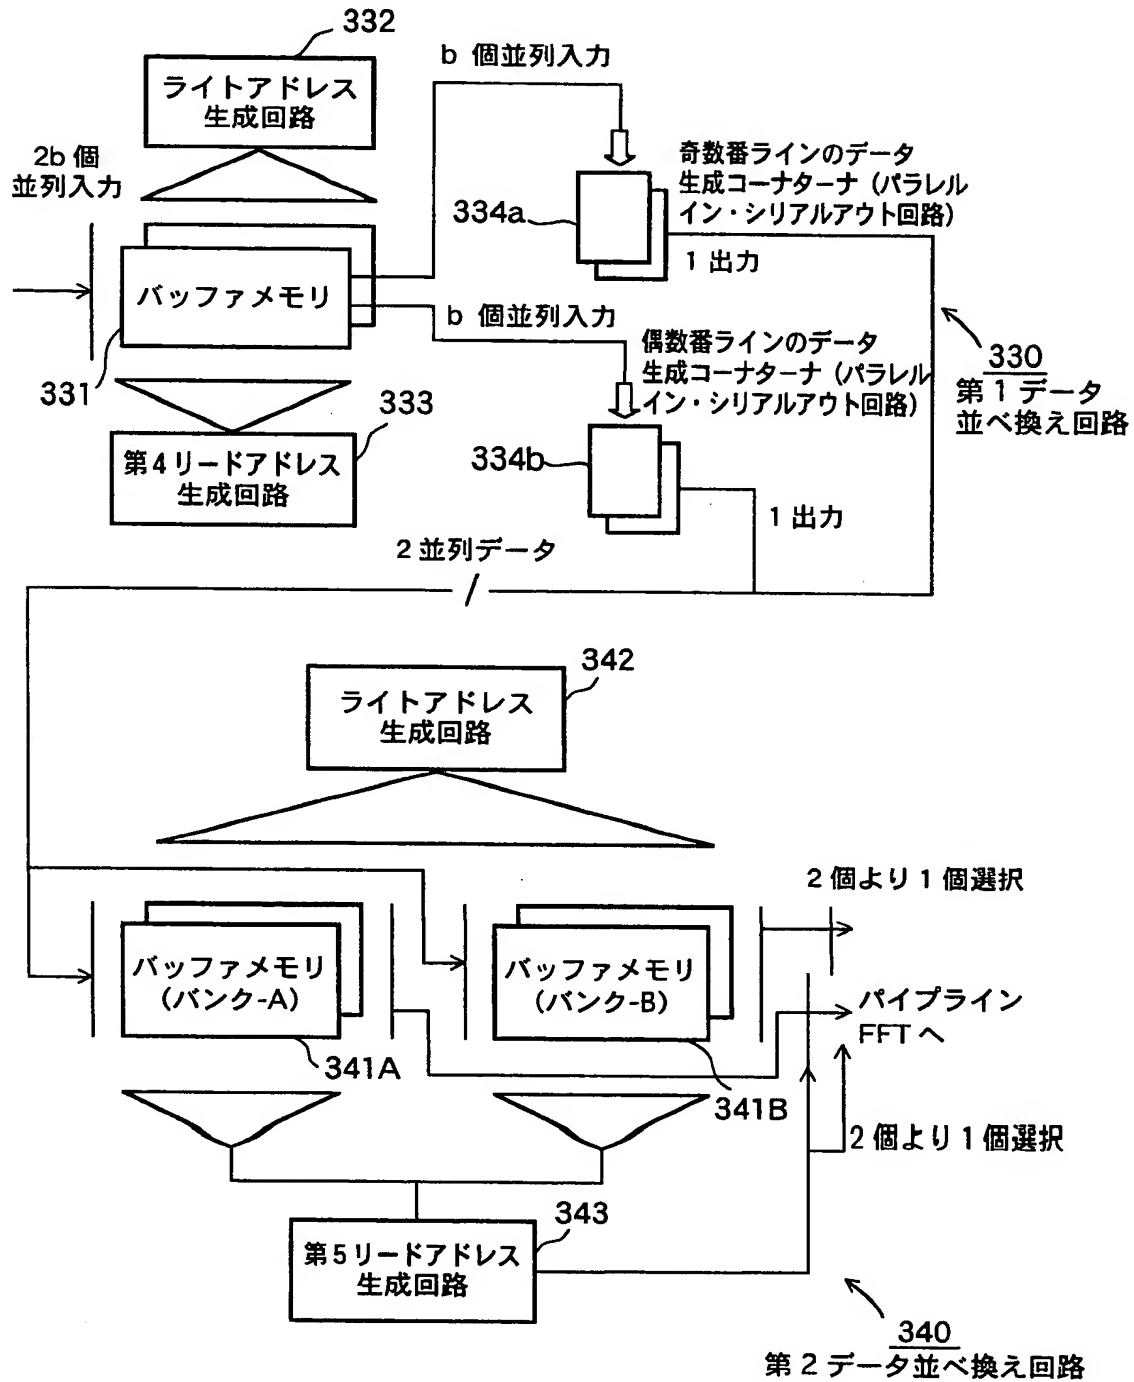 332
ライトアドレス
生成回路
b 個並列入力
2b 個
並列入力
奇数番ラインのデータ
生成コーナターナ（パラレル
イン・シリアルアウト回路）
334a
1 出力
バッファメモリ
331
b 個並列入力
偶数番ラインのデータ
生成コーナターナ（パラレル
イン・シリアルアウト回路）
330
第 1 データ
並べ換え回路
333
第4リードアドレス
生成回路
334b
1 出力
2 並列データ
342
ライトアドレス
生成回路
2 個より 1 個選択
バッファメモリ
（バンク-A）
341A
バッファメモリ
（バンク-B）
341B
パイプライン
FFT へ
2 個より 1 個選択
343
第5リードアドレス
生成回路
340
第 2 データ並べ換え回路